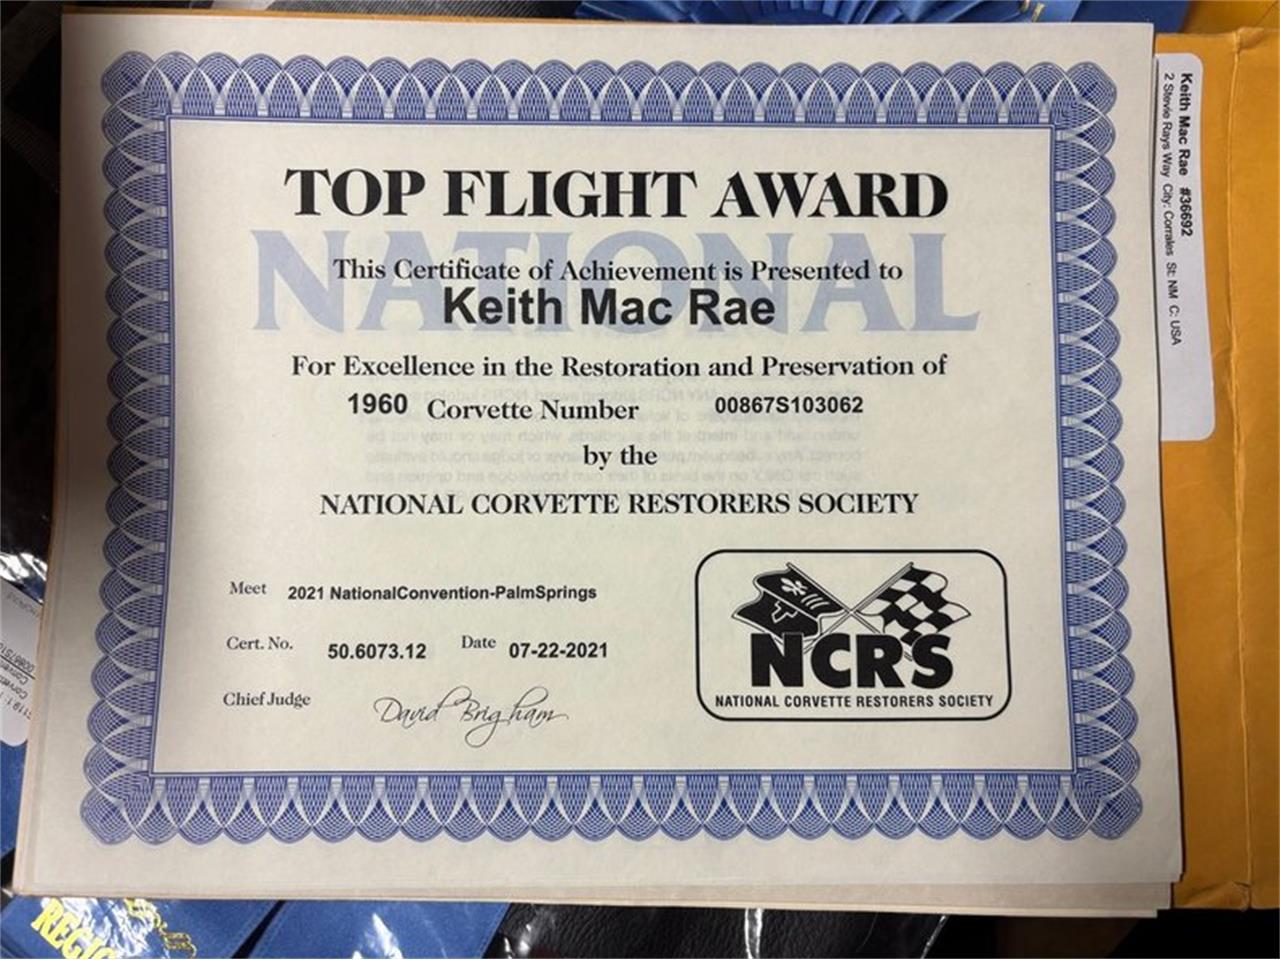 TOP FLIGHT AWARD
NATIONAL
This Certificate of Achievement is Presented to
Keith Mac Rae
For Excellence in the Restoration and Preservation of
1960 Corvette Number 00867S103062
by the
NATIONAL CORVETTE RESTORERS SOCIETY
Meet 2021 NationalConvention-PalmSprings
Cert. No. 50.6073.12 Date 07-22-2021
Chief Judge David Brigham
NCRS
NATIONAL CORVETTE RESTORERS SOCIETY
Keith Mac Rae #36692
2 Stevie Rays Way City: Corrales St: NM C: USA
REGIO